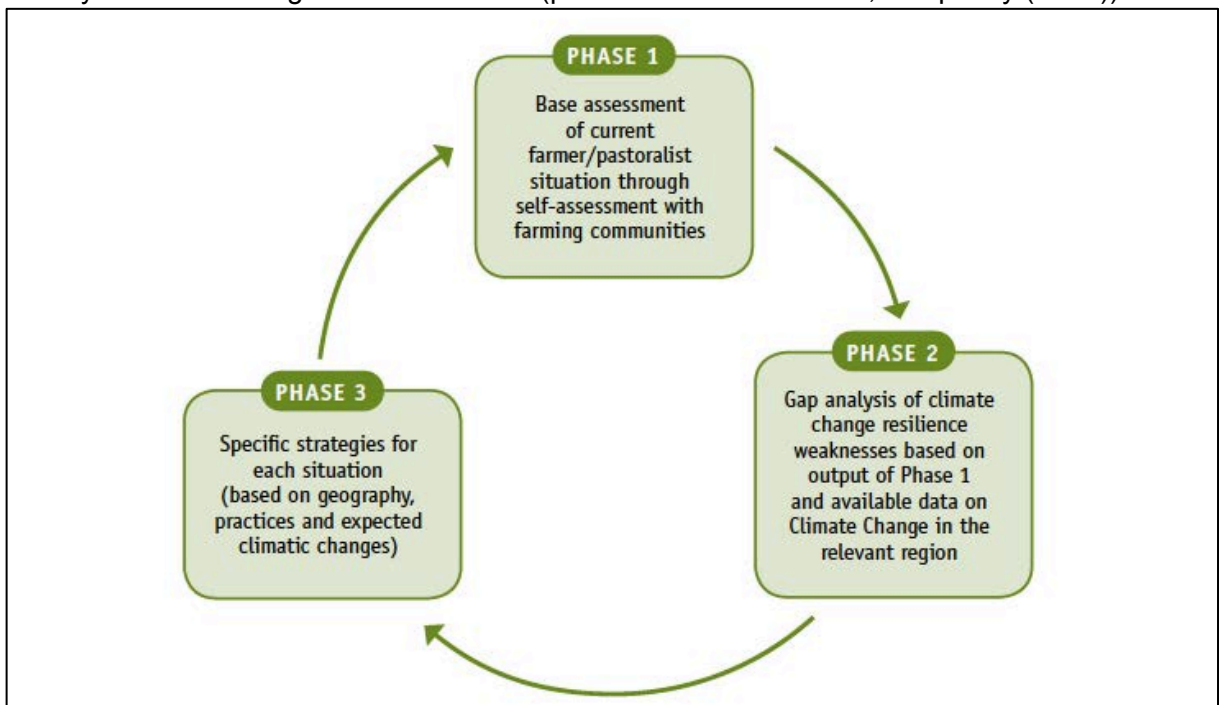 PHASE 1
Base assessment
of current
farmer/pastoralist
situation through
self-assessment with
farming communities
PHASE 2
Gap analysis of climate
change resilience
weaknesses based on
output of Phase 1
and available data on
Climate Change in the
relevant region
PHASE 3
Specific strategies for
each situation
(based on geography,
practices and expected
climatic changes)